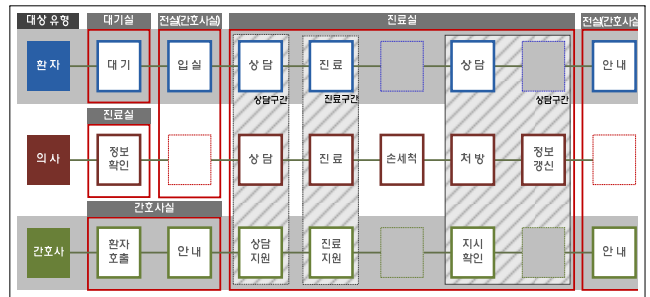 대상 유형
대기실
전실(간호사실)
진료실
전실(간호사실
환자
대기
입실
상담
진료
상담
안내
상담구간
진료구간
상담구간
진료실
의사
정보
확인
상담
진료
손세척
처방
정보
갱신
간호사실
간호사
환자
호출
안내
상담
지원
진료
지원
지시
확인
안내